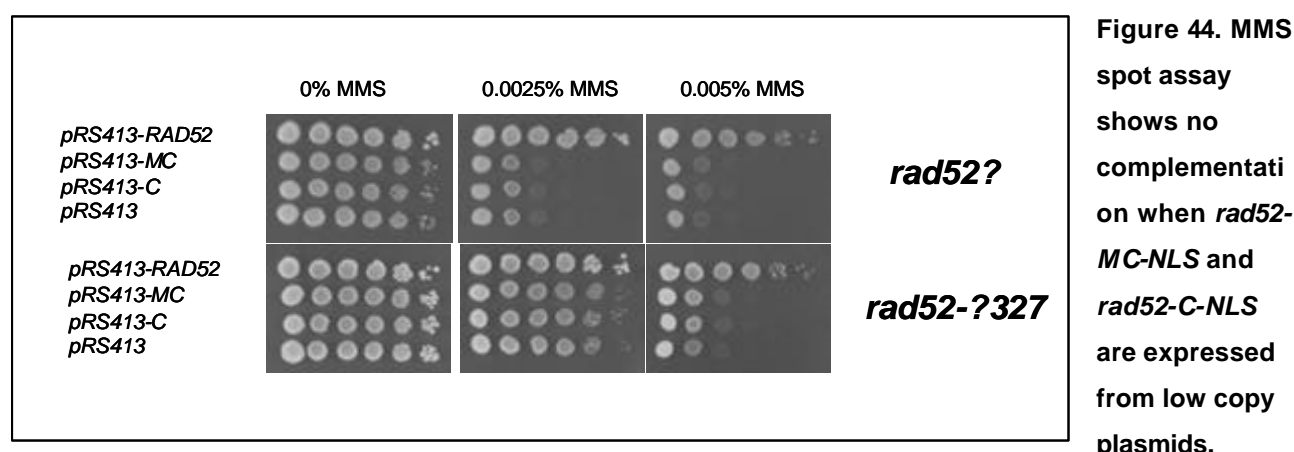 0% MMS 0.0025% MMS 0.005% MMS
pRS413-RAD52
pRS413-MC
pRS413-C
pRS413
rad52?
pRS413-RAD52
pRS413-MC
pRS413-C
pRS413
rad52-?327
Figure 44. MMS
spot assay
shows no
complementati
on when rad52-
MC-NLS and
rad52-C-NLS
are expressed
from low copy
plasmids.